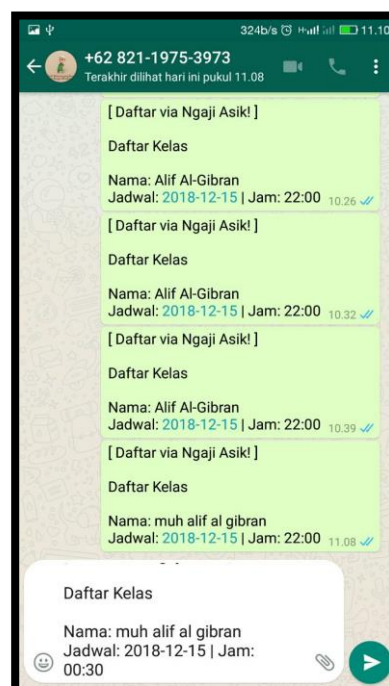 324b/s 11.10
+62 821-1975-3973
Terakhir dilihat hari ini pukul 11.08
[ Daftar via Ngaji Asik! ]
Daftar Kelas
Nama: Alif Al-Gibran
Jadwal: 2018-12-15 | Jam: 22:00 10.26
[ Daftar via Ngaji Asik! ]
Daftar Kelas
Nama: Alif Al-Gibran
Jadwal: 2018-12-15 | Jam: 22:00 10.32
[ Daftar via Ngaji Asik! ]
Daftar Kelas
Nama: Alif Al-Gibran
Jadwal: 2018-12-15 | Jam: 22:00 10.39
[ Daftar via Ngaji Asik! ]
Daftar Kelas
Nama: muh alif al gibran
Jadwal: 2018-12-15 | Jam: 22:00 11.08
Daftar Kelas
Nama: muh alif al gibran
Jadwal: 2018-12-15 | Jam:
00:30